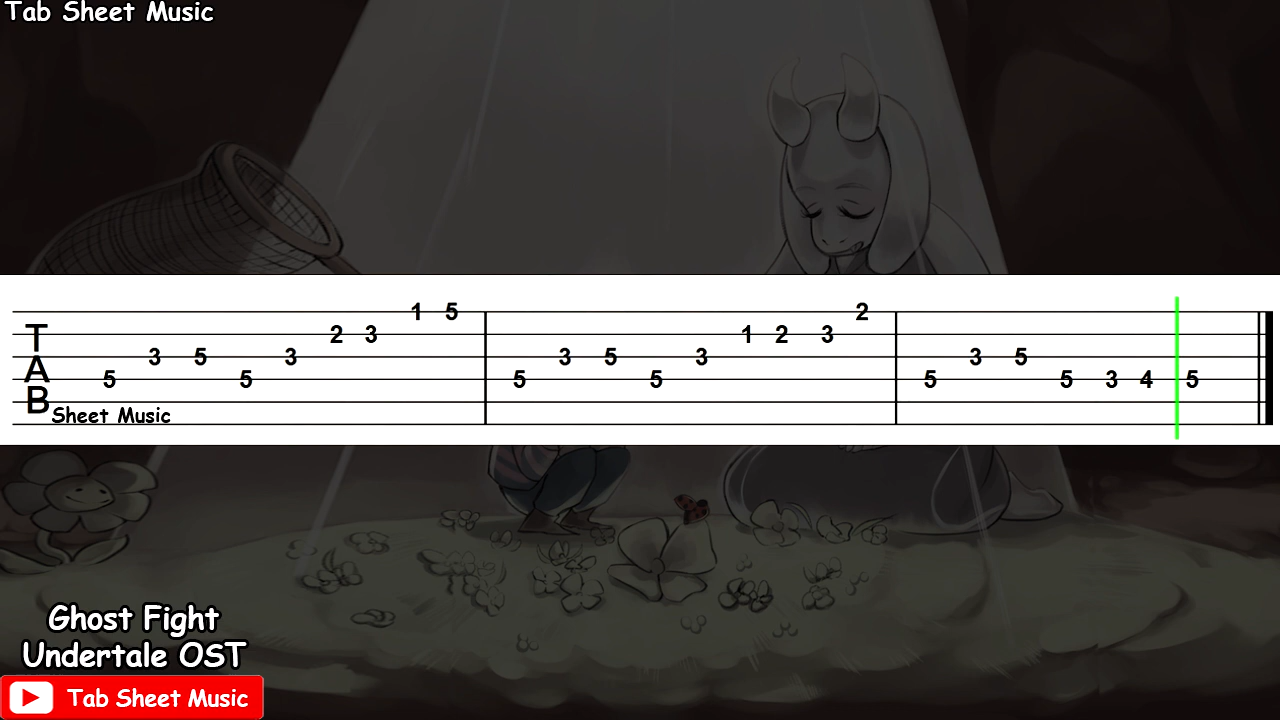 Tab Sheet Music
1 5 2
T 2 3 1 2 3
A 3 5 3 3 5 3 3 5
5 5 5 5 5 5 3 4 5
B Sheet Music
Ghost Fight
Undertale OST
Tab Sheet Music